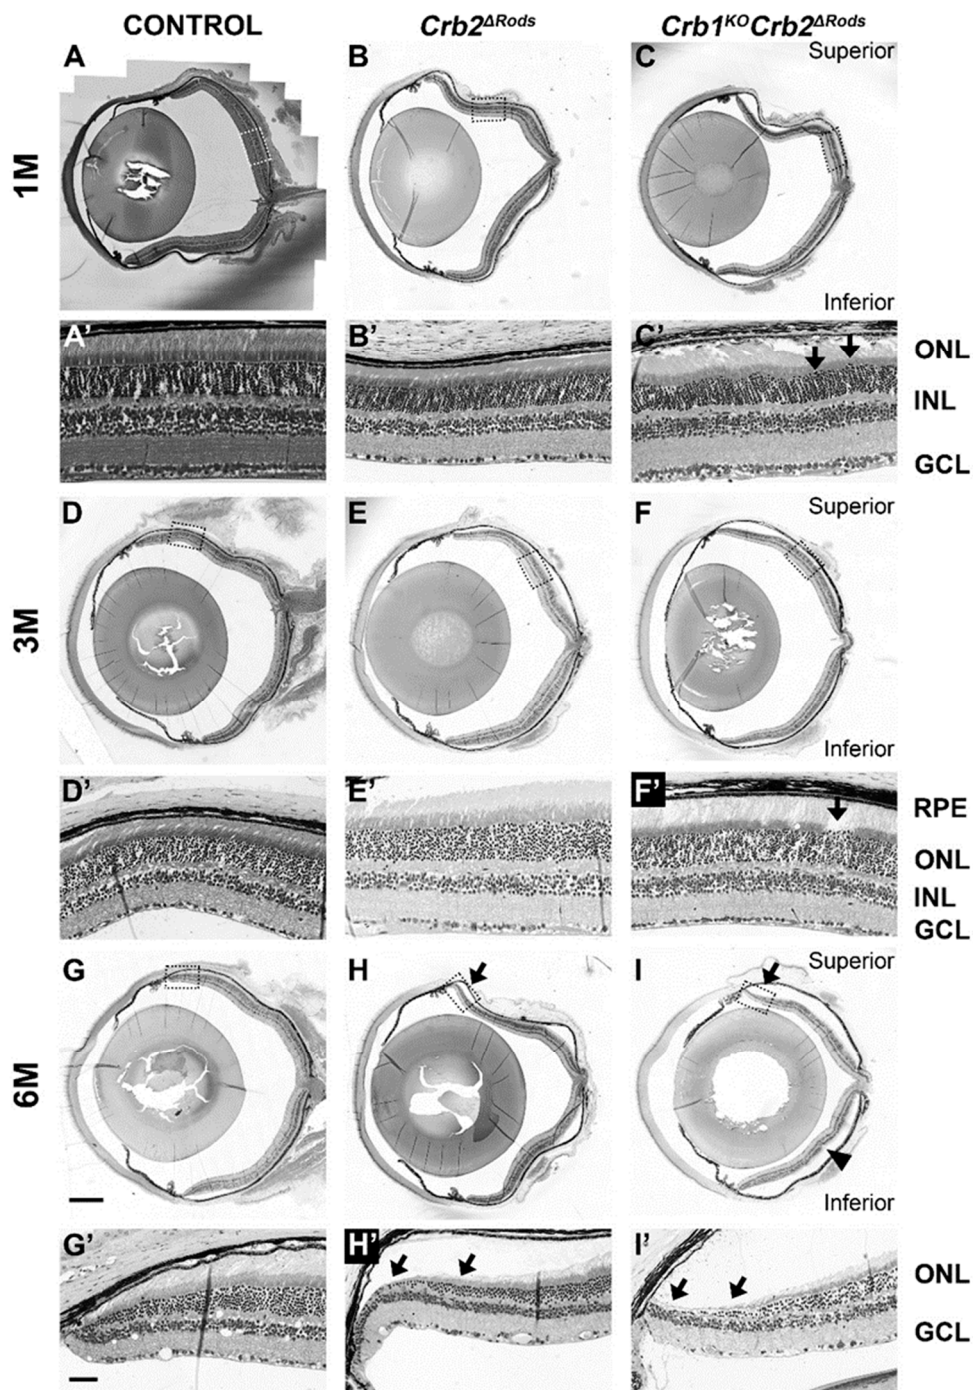 CONTROL Crb2ΔRods Crb1KOCrb2ΔRods
A B C Superior
1M
Inferior
A' B' C'
ONL
INL
GCL
D E F Superior
3M
Inferior
D' E' F'
RPE
ONL
INL
GCL
G H I Superior
6M
Inferior
G' H' I'
ONL
GCL